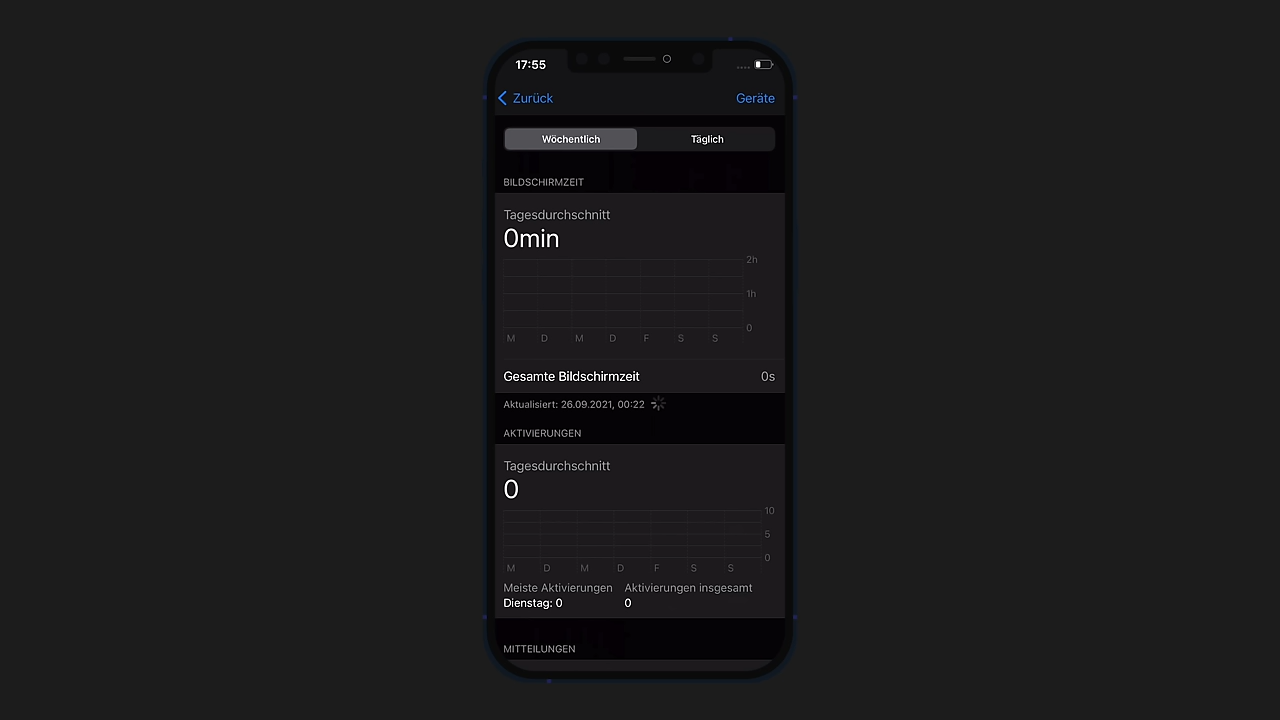 17:55
Zurück
Geräte
Wöchentlich
Täglich
BILDSCHIRMZEIT
Tagesdurchschnitt
0min
2h
1h
0
M D M D F S S
Gesamte Bildschirmzeit
0s
Aktualisiert: 26.09.2021, 00:22
AKTIVIERUNGEN
Tagesdurchschnitt
0
10
5
0
M D M D F S S
Meiste Aktivierungen
Dienstag: 0
Aktivierungen insgesamt
0
MITTEILUNGEN